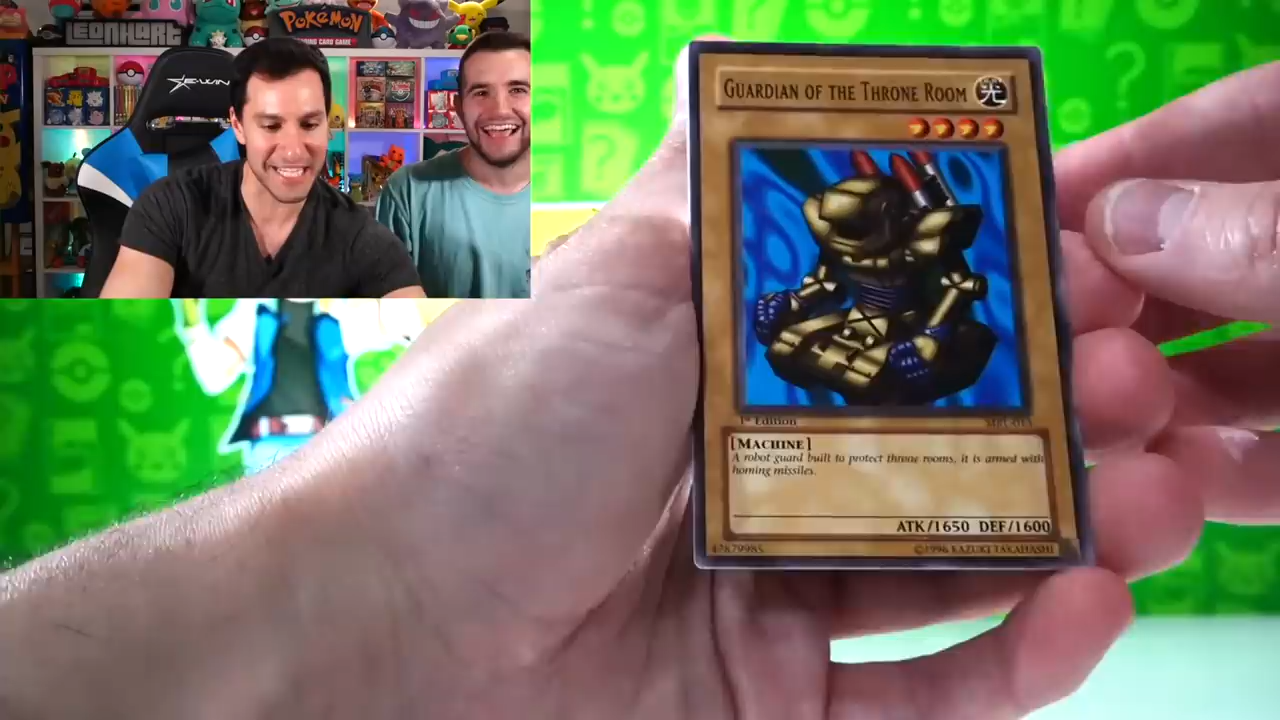 LEONHART
POKéMON
TRADING CARD GAME
E-WIN
GUARDIAN OF THE THRONE ROOM
光
1st Edition
[MACHINE]
A robot guard built to protect throne rooms, it is armed with
homing missiles.
ATK/1650 DEF/1600
47879985
©1996 KAZUKI TAKAHASHI